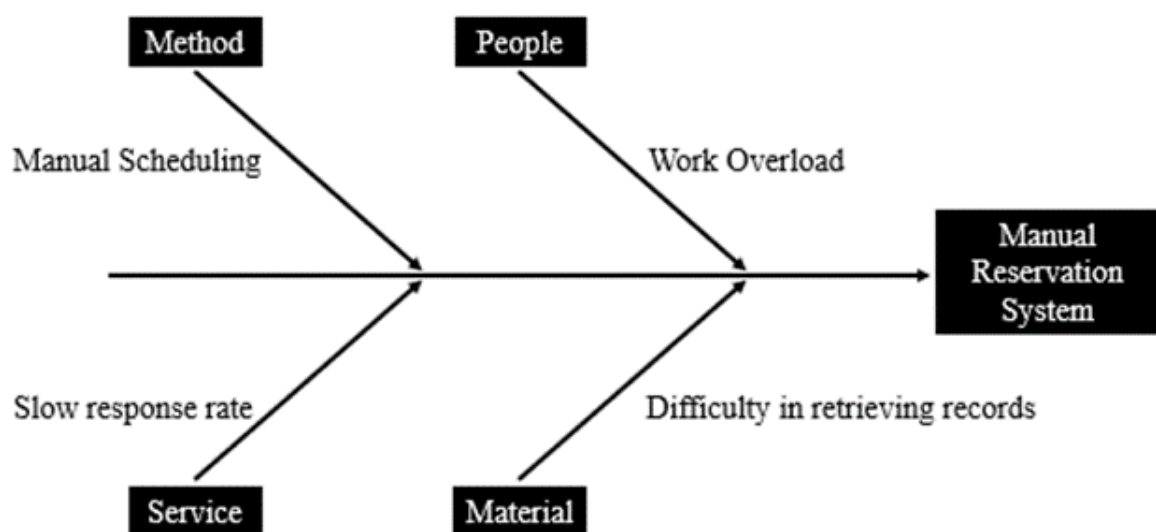 Method
People
Manual Scheduling
Work Overload
Manual
Reservation
System
Slow response rate
Difficulty in retrieving records
Service
Material